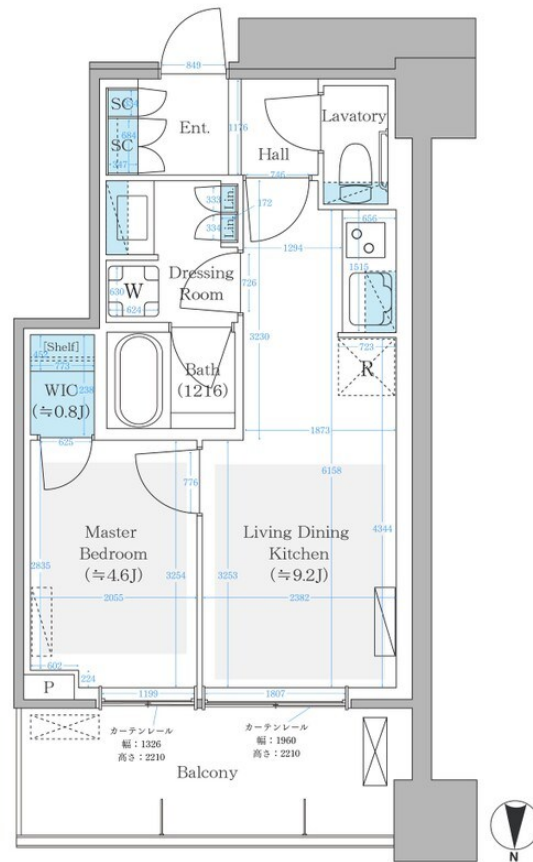 849
SC
SC
684
347
Ent.
1176
Hall
746
Lavatory
333
Lin.
172
334
Lin.
Dressing
Room
726
1294
656
1515
W
630
624
3230
723
R
[Shelf]
773
WIC
(≒0.8J)
238
625
Bath
(1216)
1873
6158
4344
776
Master
Bedroom
(≒4.6J)
2835
3254
2055
Living Dining
Kitchen
(≒9.2J)
3253
2382
602
224
P
1199
1807
カーテンレール
幅:1326
高さ:2210
カーテンレール
幅:1960
高さ:2210
Balcony
N